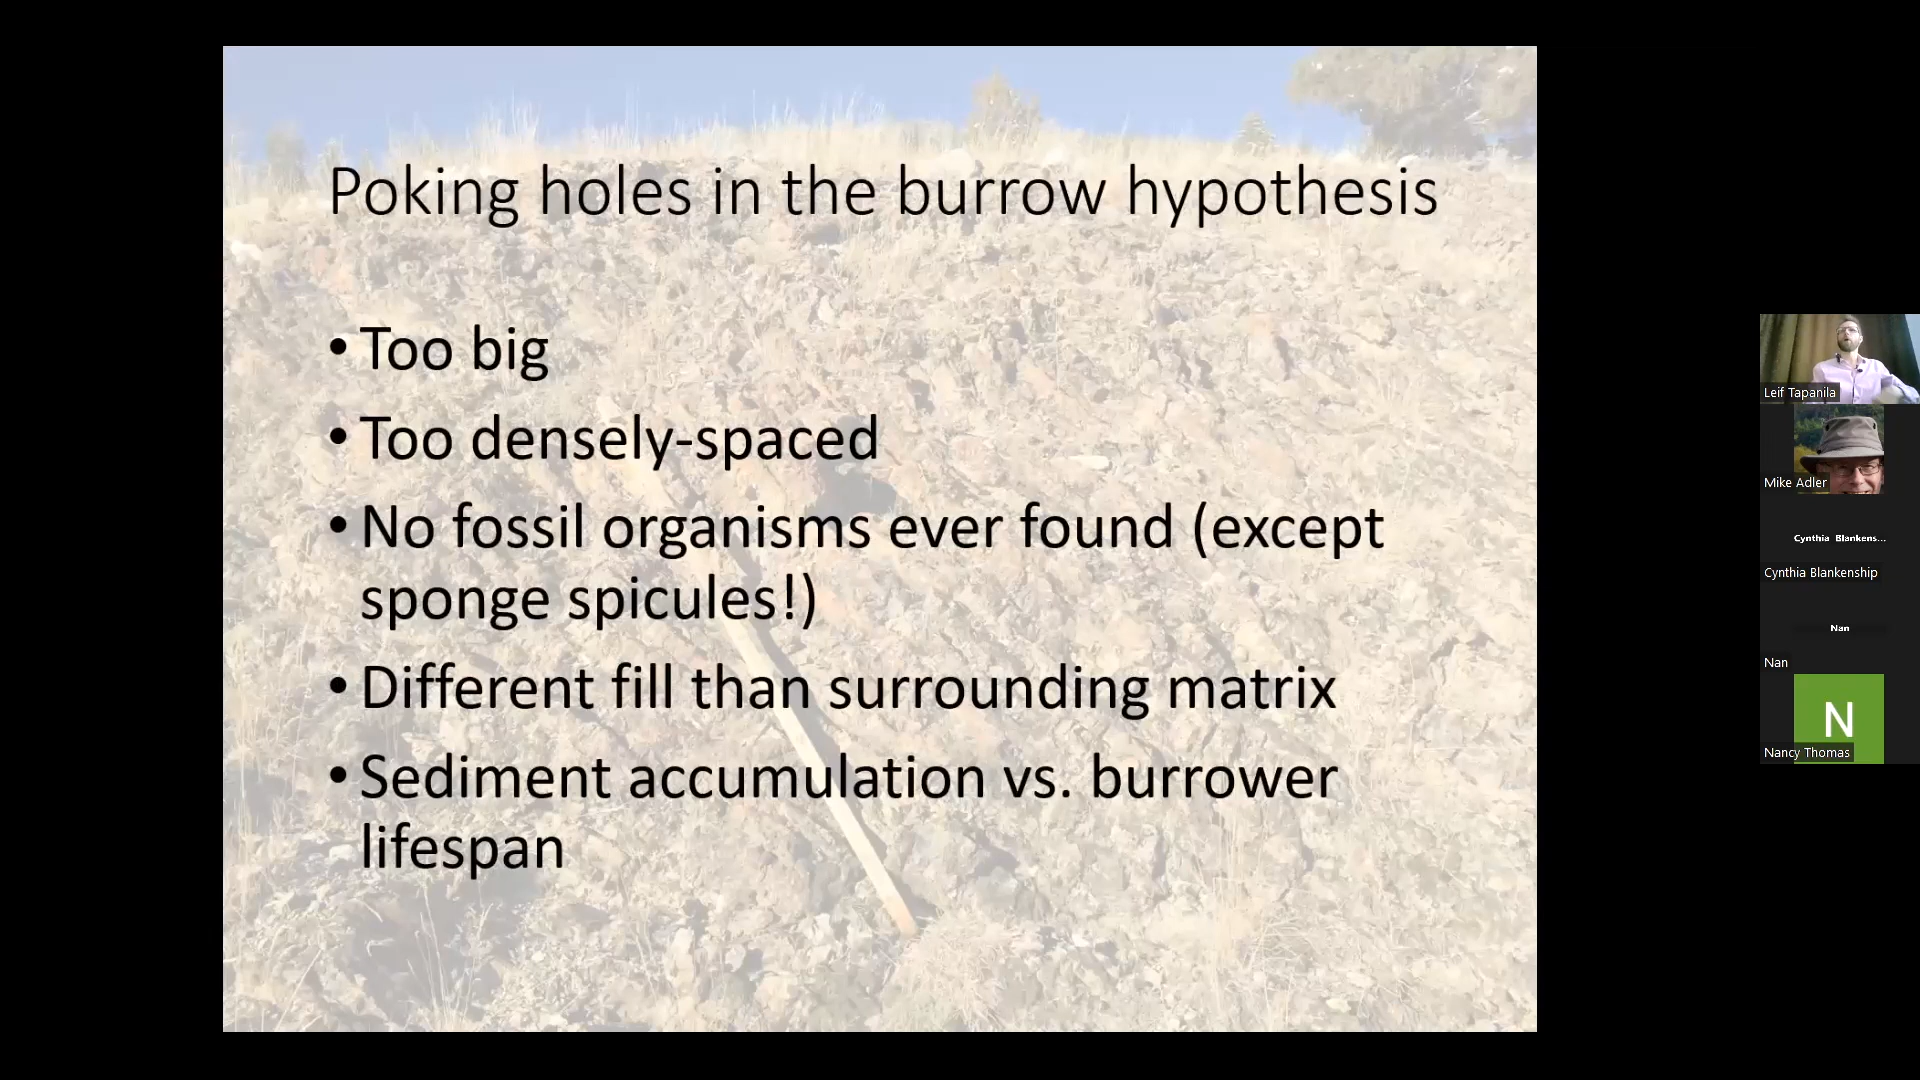 Poking holes in the burrow hypothesis
• Too big
• Too densely-spaced
• No fossil organisms ever found (except
sponge spicules!)
• Different fill than surrounding matrix
• Sediment accumulation vs. burrower
lifespan
Leif Tapanila
Mike Adler
Cynthia Blankens...
Cynthia Blankenship
Nan
Nan
N
Nancy Thomas